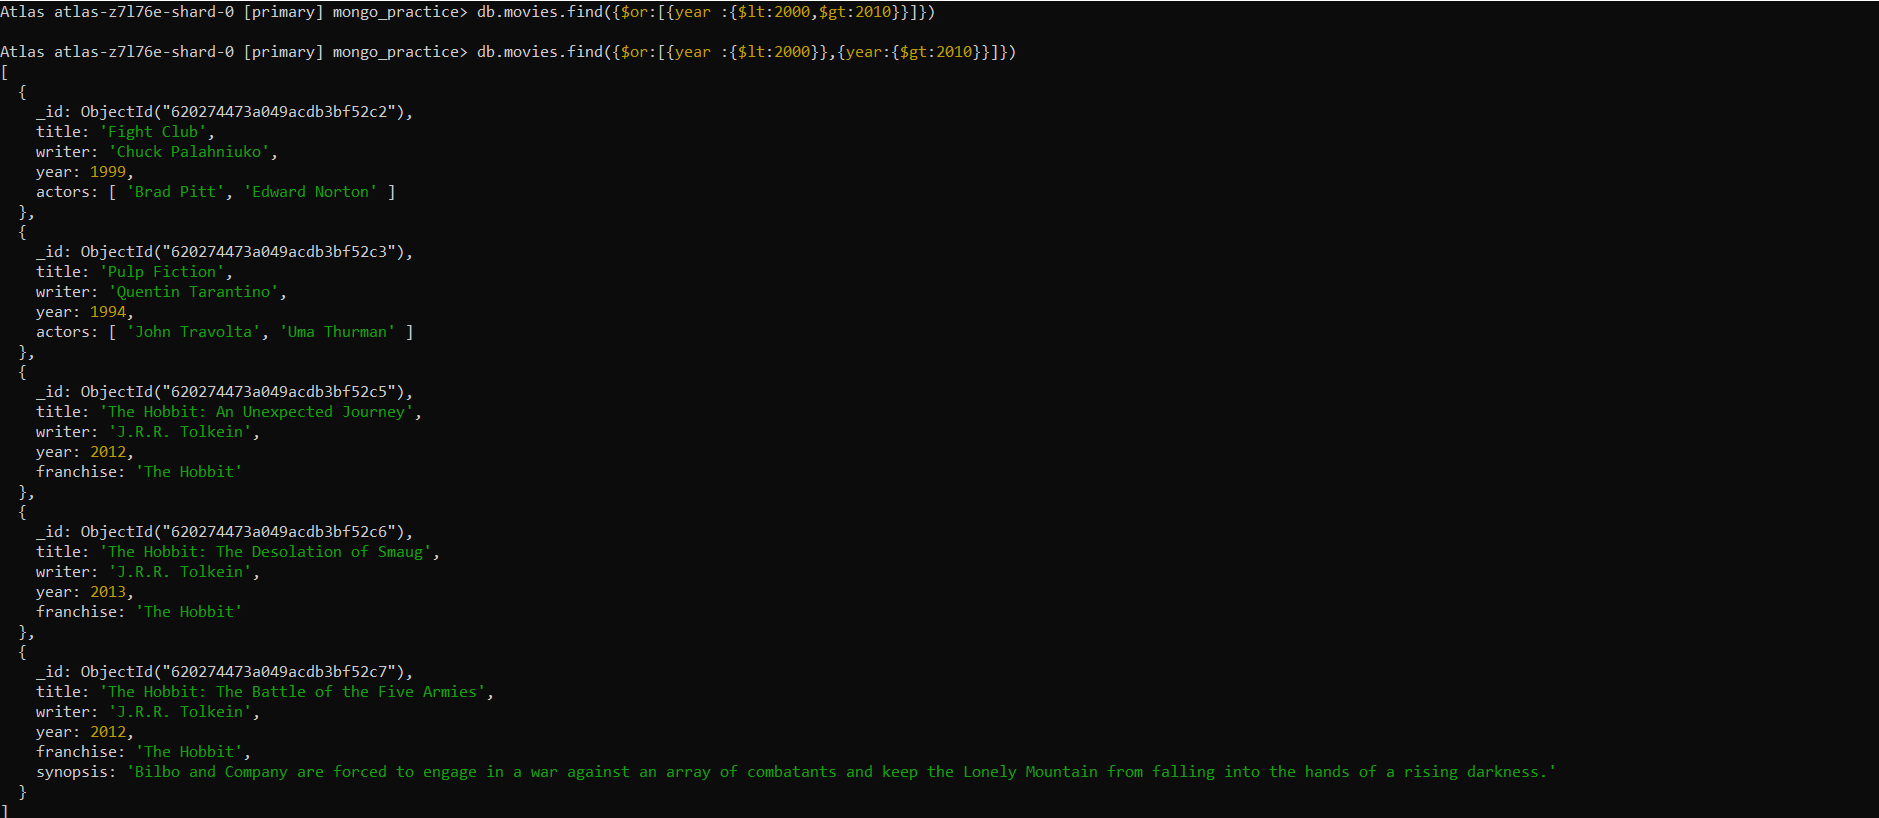 Atlas atlas-z7l76e-shard-0 [primary] mongo_practice> db.movies.find({$or:[{year :{$lt:2000,$gt:2010}}]})
Atlas atlas-z7l76e-shard-0 [primary] mongo_practice> db.movies.find({$or:[{year :{$lt:2000}},{year:{$gt:2010}}]})
[
  {
    _id: ObjectId("620274473a049acdb3bf52c2"),
    title: 'Fight Club',
    writer: 'Chuck Palahniuko',
    year: 1999,
    actors: [ 'Brad Pitt', 'Edward Norton' ]
  },
  {
    _id: ObjectId("620274473a049acdb3bf52c3"),
    title: 'Pulp Fiction',
    writer: 'Quentin Tarantino',
    year: 1994,
    actors: [ 'John Travolta', 'Uma Thurman' ]
  },
  {
    _id: ObjectId("620274473a049acdb3bf52c5"),
    title: 'The Hobbit: An Unexpected Journey',
    writer: 'J.R.R. Tolkein',
    year: 2012,
    franchise: 'The Hobbit'
  },
  {
    _id: ObjectId("620274473a049acdb3bf52c6"),
    title: 'The Hobbit: The Desolation of Smaug',
    writer: 'J.R.R. Tolkein',
    year: 2013,
    franchise: 'The Hobbit'
  },
  {
    _id: ObjectId("620274473a049acdb3bf52c7"),
    title: 'The Hobbit: The Battle of the Five Armies',
    writer: 'J.R.R. Tolkein',
    year: 2012,
    franchise: 'The Hobbit',
    synopsis: 'Bilbo and Company are forced to engage in a war against an array of combatants and keep the Lonely Mountain from falling into the hands of a rising darkness.'
  }
]